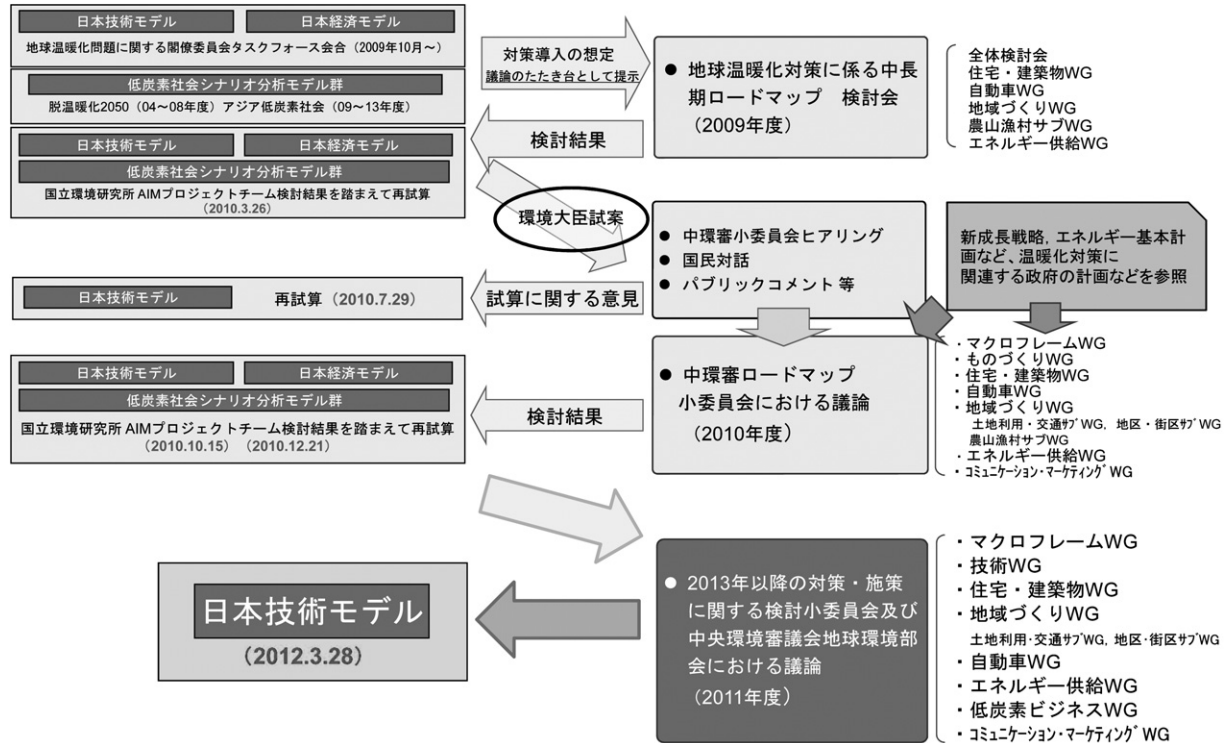 日本技術モデル
日本経済モデル
地球温暖化問題に関する閣僚委員会タスクフォース会合（2009年10月～）
低炭素社会シナリオ分析モデル群
脱温暖化2050（04～08年度）アジア低炭素社会（09～13年度）
日本技術モデル
日本経済モデル
低炭素社会シナリオ分析モデル群
国立環境研究所 AIMプロジェクトチーム検討結果を踏まえて再試算
（2010.3.26）
対策導入の想定
議論のたたき台として提示
検討結果
● 地球温暖化対策に係る中長
期ロードマップ　検討会
（2009年度）
全体検討会
住宅・建築物WG
自動車WG
地域づくりWG
農山漁村サブWG
エネルギー供給WG
環境大臣試案
● 中環審小委員会ヒアリング
● 国民対話
● パブリックコメント 等
新成長戦略，エネルギー基本計
画など、温暖化対策に
関連する政府の計画などを参照
日本技術モデル
再試算（2010.7.29）
試算に関する意見
日本技術モデル
日本経済モデル
低炭素社会シナリオ分析モデル群
国立環境研究所 AIMプロジェクトチーム検討結果を踏まえて再試算
（2010.10.15）（2010.12.21）
検討結果
● 中環審ロードマップ
小委員会における議論
（2010年度）
・マクロフレームWG
・ものづくりWG
・住宅・建築物WG
・自動車WG
・地域づくりWG
土地利用・交通ｻﾌﾞWG，地区・街区ｻﾌﾞWG
農山漁村サブWG
・エネルギー供給WG
・ｺﾐｭﾆｹｰｼｮﾝ･ﾏｰｹﾃｨﾝｸﾞWG
日本技術モデル
（2012.3.28）
● 2013年以降の対策・施策
に関する検討小委員会及び
中央環境審議会地球環境部
会における議論
（2011年度）
・マクロフレームWG
・技術WG
・住宅・建築物WG
・地域づくりWG
土地利用･交通ｻﾌﾞWG，地区･街区ｻﾌﾞWG
・自動車WG
・エネルギー供給WG
・低炭素ビジネスWG
・ｺﾐｭﾆｹｰｼｮﾝ･ﾏｰｹﾃｨﾝｸﾞWG